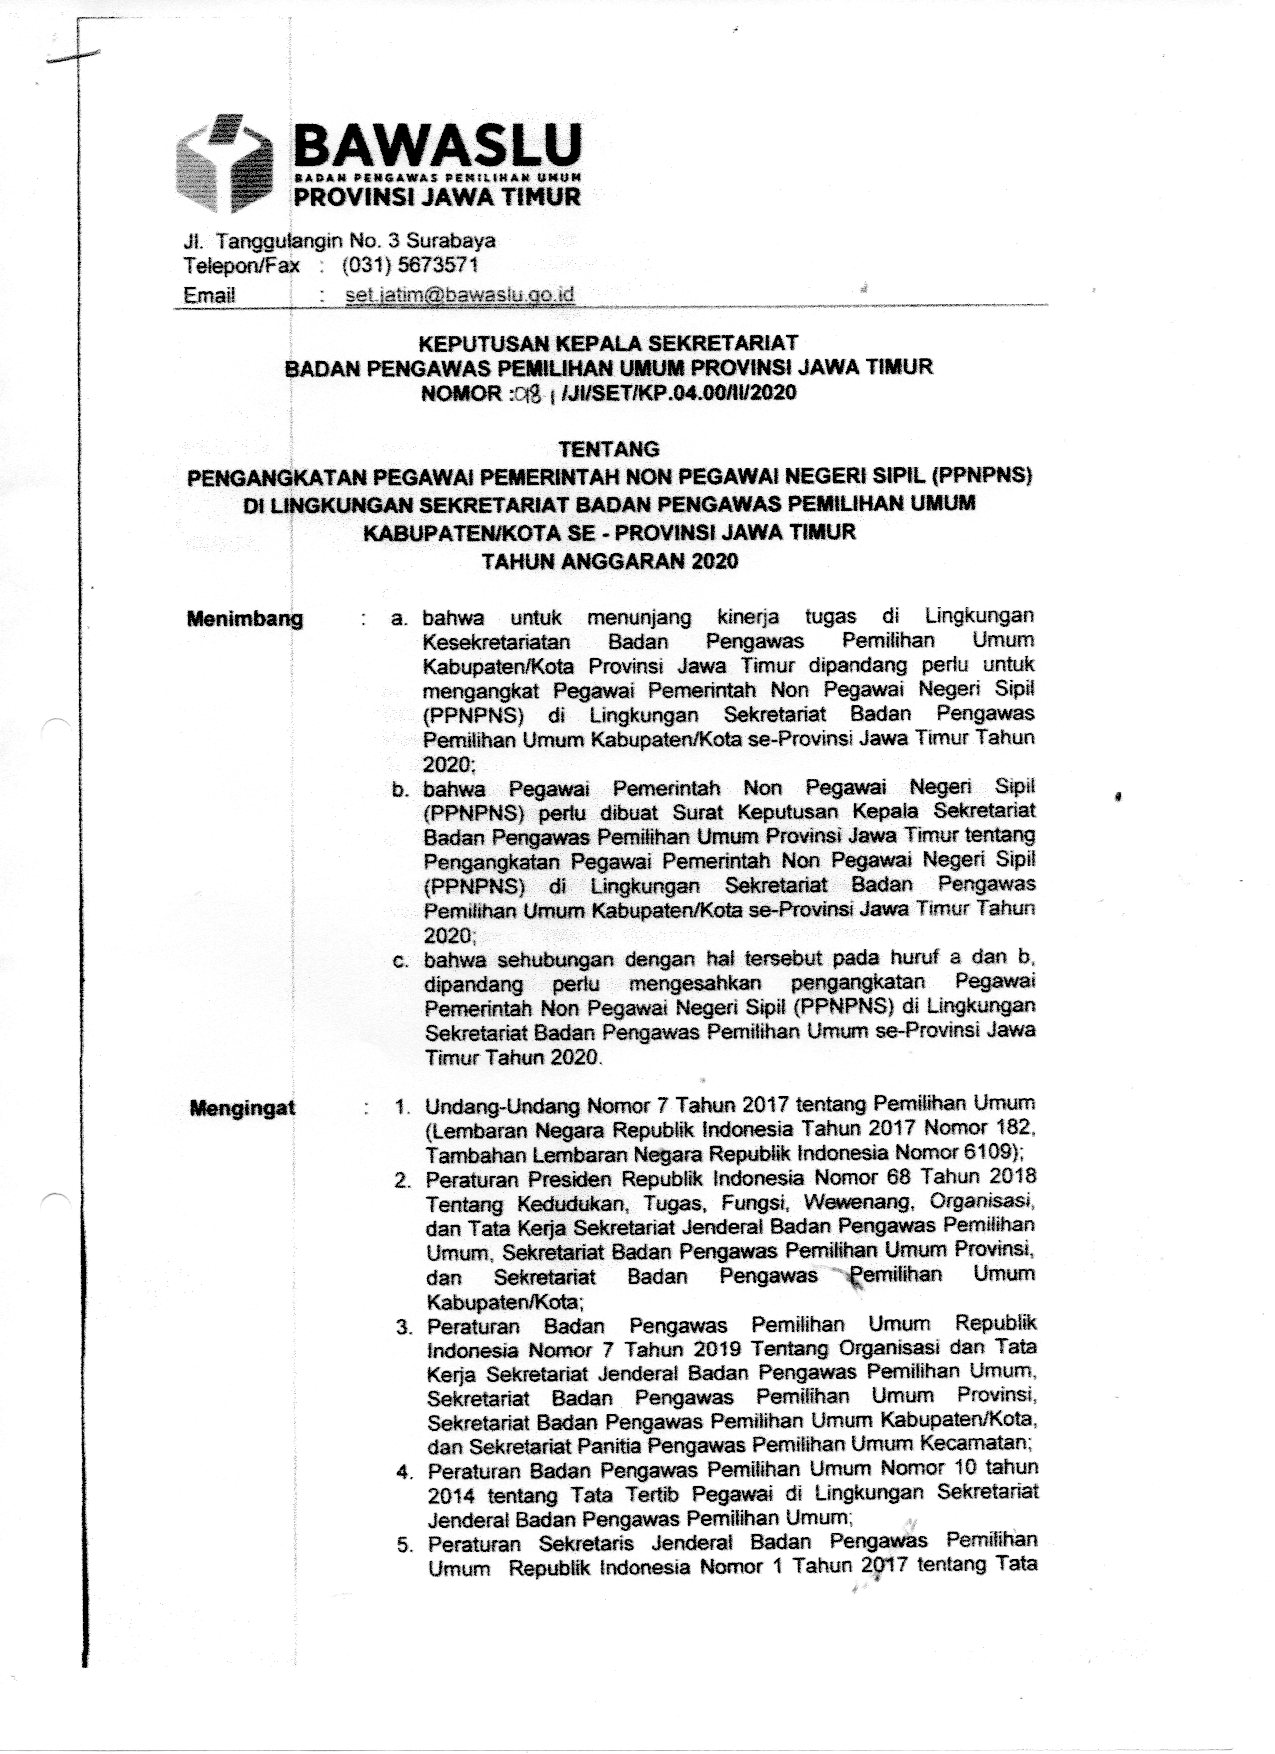 BAWASLU
BADAN PENGAWAS PEMILIHAN UMUM
PROVINSI JAWA TIMUR
Jl. Tanggulangin No. 3 Surabaya
Telepon/Fax : (031) 5673571
Email : set.jatim@bawaslu.go.id
KEPUTUSAN KEPALA SEKRETARIAT
BADAN PENGAWAS PEMILIHAN UMUM PROVINSI JAWA TIMUR
NOMOR : /JI/SET/KP.04.00/II/2020
TENTANG
PENGANGKATAN PEGAWAI PEMERINTAH NON PEGAWAI NEGERI SIPIL (PPNPNS)
DI LINGKUNGAN SEKRETARIAT BADAN PENGAWAS PEMILIHAN UMUM
KABUPATEN/KOTA SE - PROVINSI JAWA TIMUR
TAHUN ANGGARAN 2020
Menimbang : a. bahwa untuk menunjang kinerja tugas di Lingkungan
Kesekretariatan Badan Pengawas Pemilihan Umum
Kabupaten/Kota Provinsi Jawa Timur dipandang perlu untuk
mengangkat Pegawai Pemerintah Non Pegawai Negeri Sipil
(PPNPNS) di Lingkungan Sekretariat Badan Pengawas
Pemilihan Umum Kabupaten/Kota se-Provinsi Jawa Timur Tahun
2020;
b. bahwa Pegawai Pemerintah Non Pegawai Negeri Sipil
(PPNPNS) perlu dibuat Surat Keputusan Kepala Sekretariat
Badan Pengawas Pemilihan Umum Provinsi Jawa Timur tentang
Pengangkatan Pegawai Pemerintah Non Pegawai Negeri Sipil
(PPNPNS) di Lingkungan Sekretariat Badan Pengawas
Pemilihan Umum Kabupaten/Kota se-Provinsi Jawa Timur Tahun
2020;
c. bahwa sehubungan dengan hal tersebut pada huruf a dan b,
dipandang perlu mengesahkan pengangkatan Pegawai
Pemerintah Non Pegawai Negeri Sipil (PPNPNS) di Lingkungan
Sekretariat Badan Pengawas Pemilihan Umum se-Provinsi Jawa
Timur Tahun 2020.
Mengingat : 1. Undang-Undang Nomor 7 Tahun 2017 tentang Pemilihan Umum
(Lembaran Negara Republik Indonesia Tahun 2017 Nomor 182,
Tambahan Lembaran Negara Republik Indonesia Nomor 6109);
2. Peraturan Presiden Republik Indonesia Nomor 68 Tahun 2018
Tentang Kedudukan, Tugas, Fungsi, Wewenang, Organisasi,
dan Tata Kerja Sekretariat Jenderal Badan Pengawas Pemilihan
Umum, Sekretariat Badan Pengawas Pemilihan Umum Provinsi,
dan Sekretariat Badan Pengawas Pemilihan Umum
Kabupaten/Kota;
3. Peraturan Badan Pengawas Pemilihan Umum Republik
Indonesia Nomor 7 Tahun 2019 Tentang Organisasi dan Tata
Kerja Sekretariat Jenderal Badan Pengawas Pemilihan Umum,
Sekretariat Badan Pengawas Pemilihan Umum Provinsi,
Sekretariat Badan Pengawas Pemilihan Umum Kabupaten/Kota,
dan Sekretariat Panitia Pengawas Pemilihan Umum Kecamatan;
4. Peraturan Badan Pengawas Pemilihan Umum Nomor 10 tahun
2014 tentang Tata Tertib Pegawai di Lingkungan Sekretariat
Jenderal Badan Pengawas Pemilihan Umum;
5. Peraturan Sekretaris Jenderal Badan Pengawas Pemilihan
Umum Republik Indonesia Nomor 1 Tahun 2017 tentang Tata